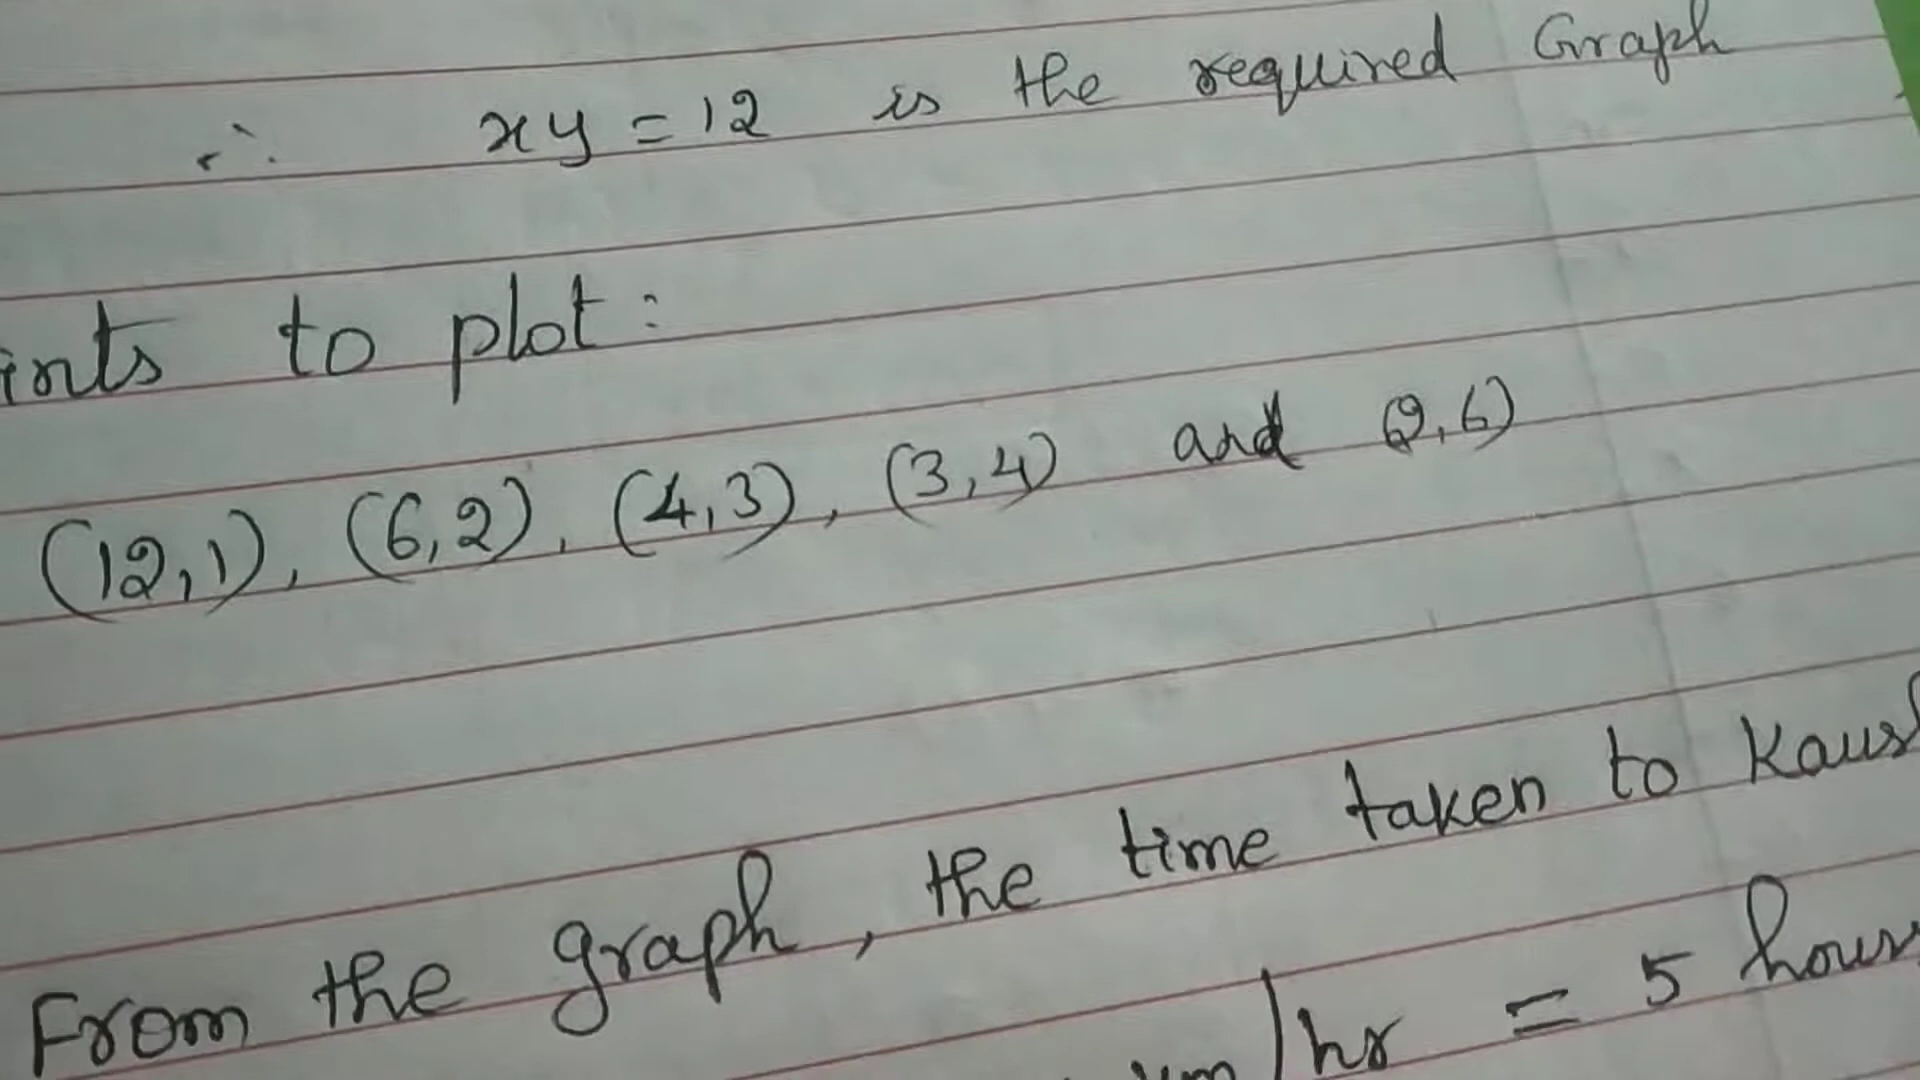 ∴ xy = 12 is the required Graph
ints to plot:
(12,1), (6,2), (4,3), (3,4) and (2,6)
From the graph, the time taken to Kaus
/hr = 5 hours